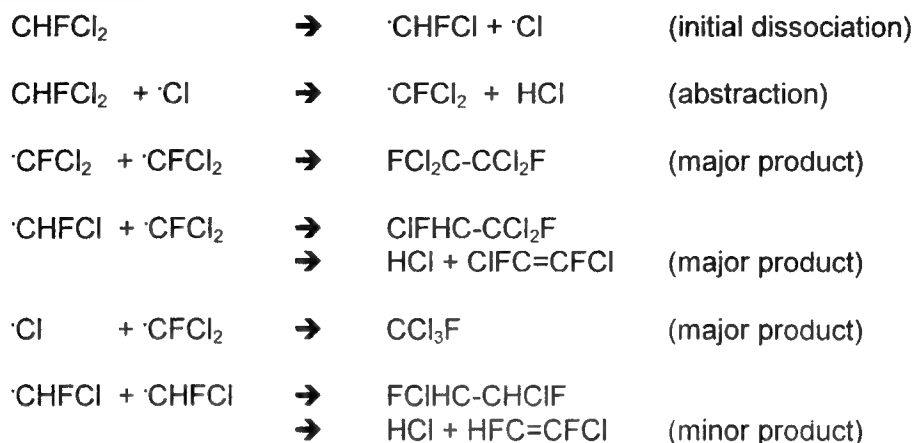 CHFCl₂ ➔ ·CHFCl + ·Cl (initial dissociation)
CHFCl₂ + ·Cl ➔ ·CFCl₂ + HCl (abstraction)
·CFCl₂ + ·CFCl₂ ➔ FCl₂C-CCl₂F (major product)
·CHFCl + ·CFCl₂ ➔ ClFHC-CCl₂F
➔ HCl + ClFC=CFCl (major product)
·Cl + ·CFCl₂ ➔ CCl₃F (major product)
·CHFCl + ·CHFCl ➔ FClHC-CHClF
➔ HCl + HFC=CFCl (minor product)